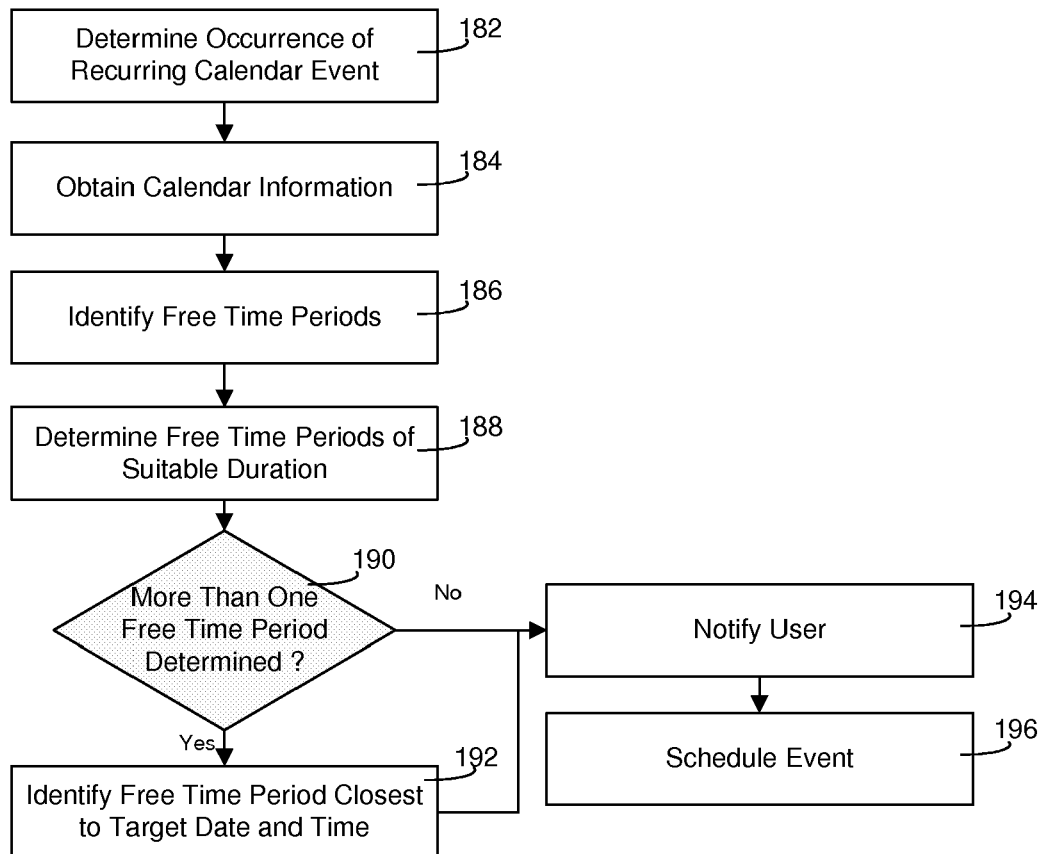 Determine Occurrence of
Recurring Calendar Event
182
Obtain Calendar Information
184
Identify Free Time Periods
186
Determine Free Time Periods of
Suitable Duration
188
More Than One
Free Time Period
Determined ?
190
No
Yes
Notify User
194
Schedule Event
196
Identify Free Time Period Closest
to Target Date and Time
192